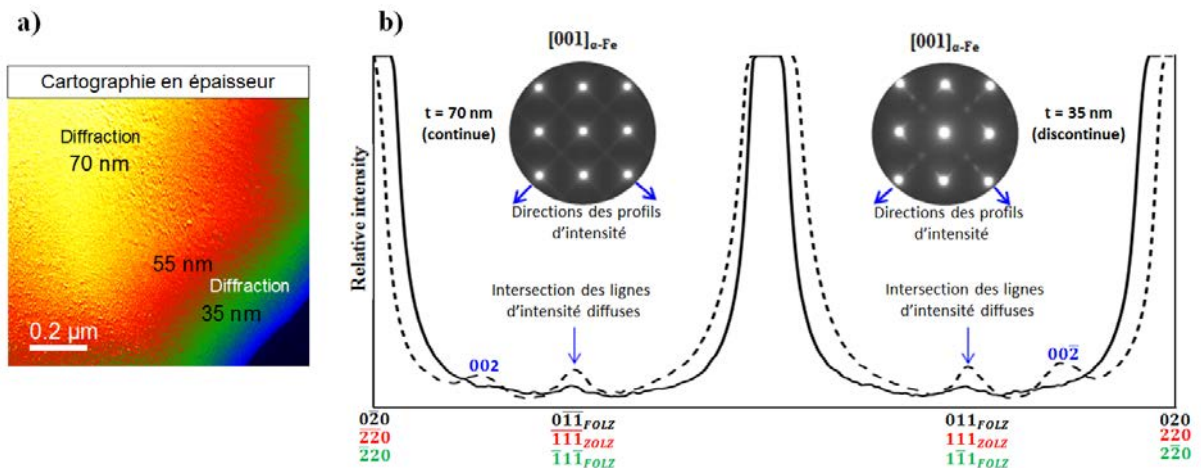 a)
Cartographie en épaisseur
Diffraction
70 nm
55 nm
Diffraction
35 nm
0.2 µm
b)
[001]α-Fe
[001]α-Fe
t = 70 nm
(continue)
t = 35 nm
(discontinue)
Directions des profils
d’intensité
Directions des profils
d’intensité
Relative intensity
Intersection des lignes
d’intensité diffuses
Intersection des lignes
d’intensité diffuses
002
002̅
02̅0
2̅2̅0
2̅20
01̅1̅FOLZ
1̅1̅1̅ZOLZ
1̅11̅FOLZ
011FOLZ
111ZOLZ
11̅1FOLZ
020
220
22̅0